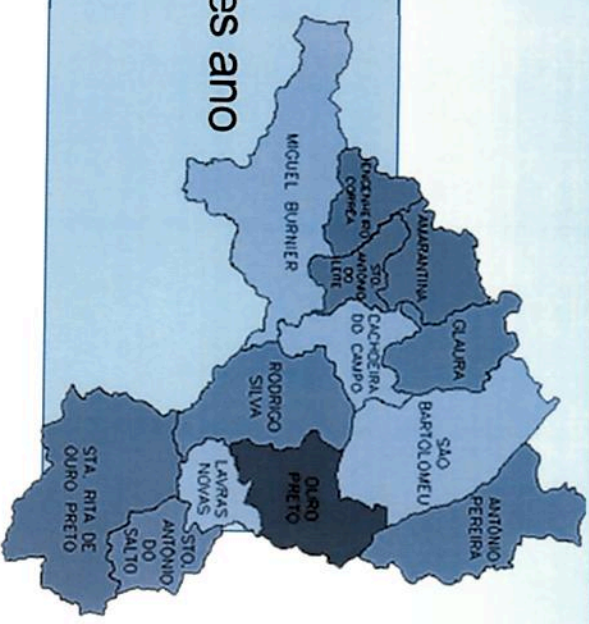 es ano
MIGUEL BURNIER
ENGENHEIRO
CORRÊA
STO.
ANTÔNIO
DO
LEITE
AMARANTINA
GLAURA
CACHOEIRA
DO CAMPO
SÃO
BARTOLOMEU
ANTÔNIO
PEREIRA
RODRIGO
SILVA
OURO
PRETO
LAVRAS
NOVAS
STO.
ANTÔNIO
DO
SALTO
STA. RITA DE
OURO PRETO